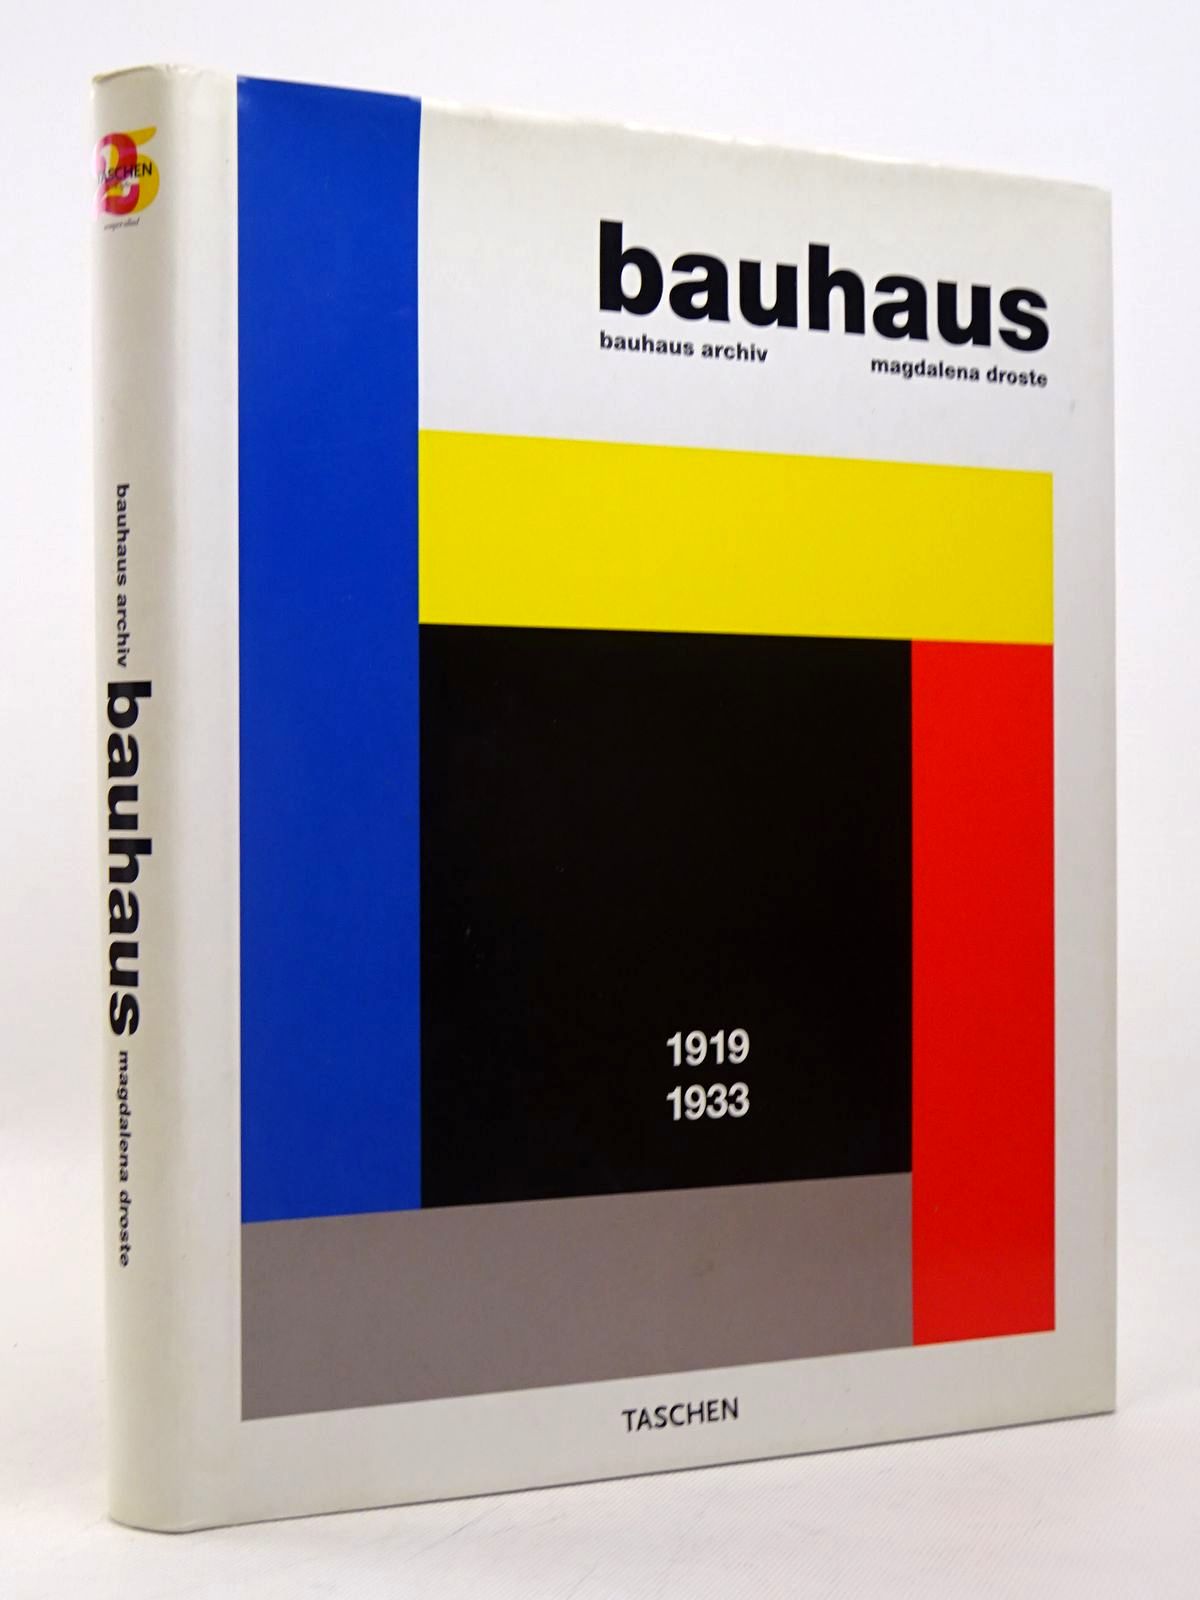 TASCHEN
bauhaus archiv bauhaus magdalena droste
bauhaus
bauhaus archiv magdalena droste
1919
1933
TASCHEN